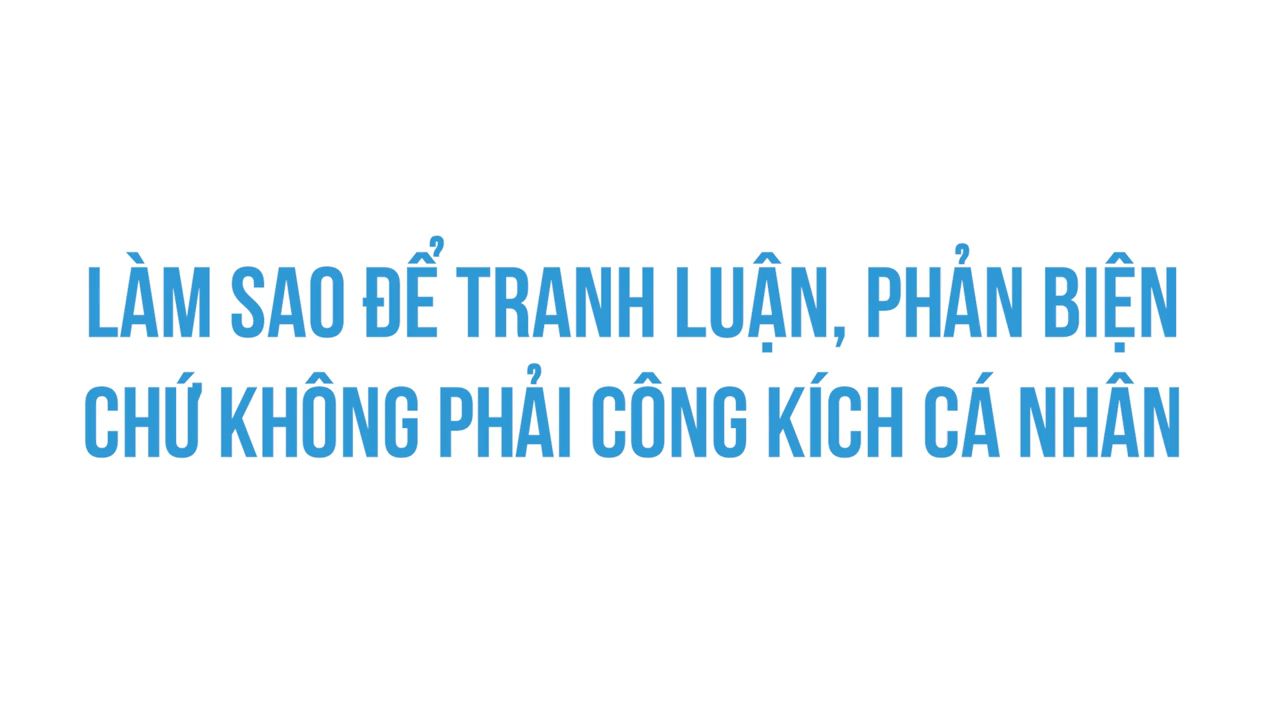 LÀM SAO ĐỂ TRANH LUẬN, PHẢN BIỆN
CHỨ KHÔNG PHẢI CÔNG KÍCH CÁ NHÂN